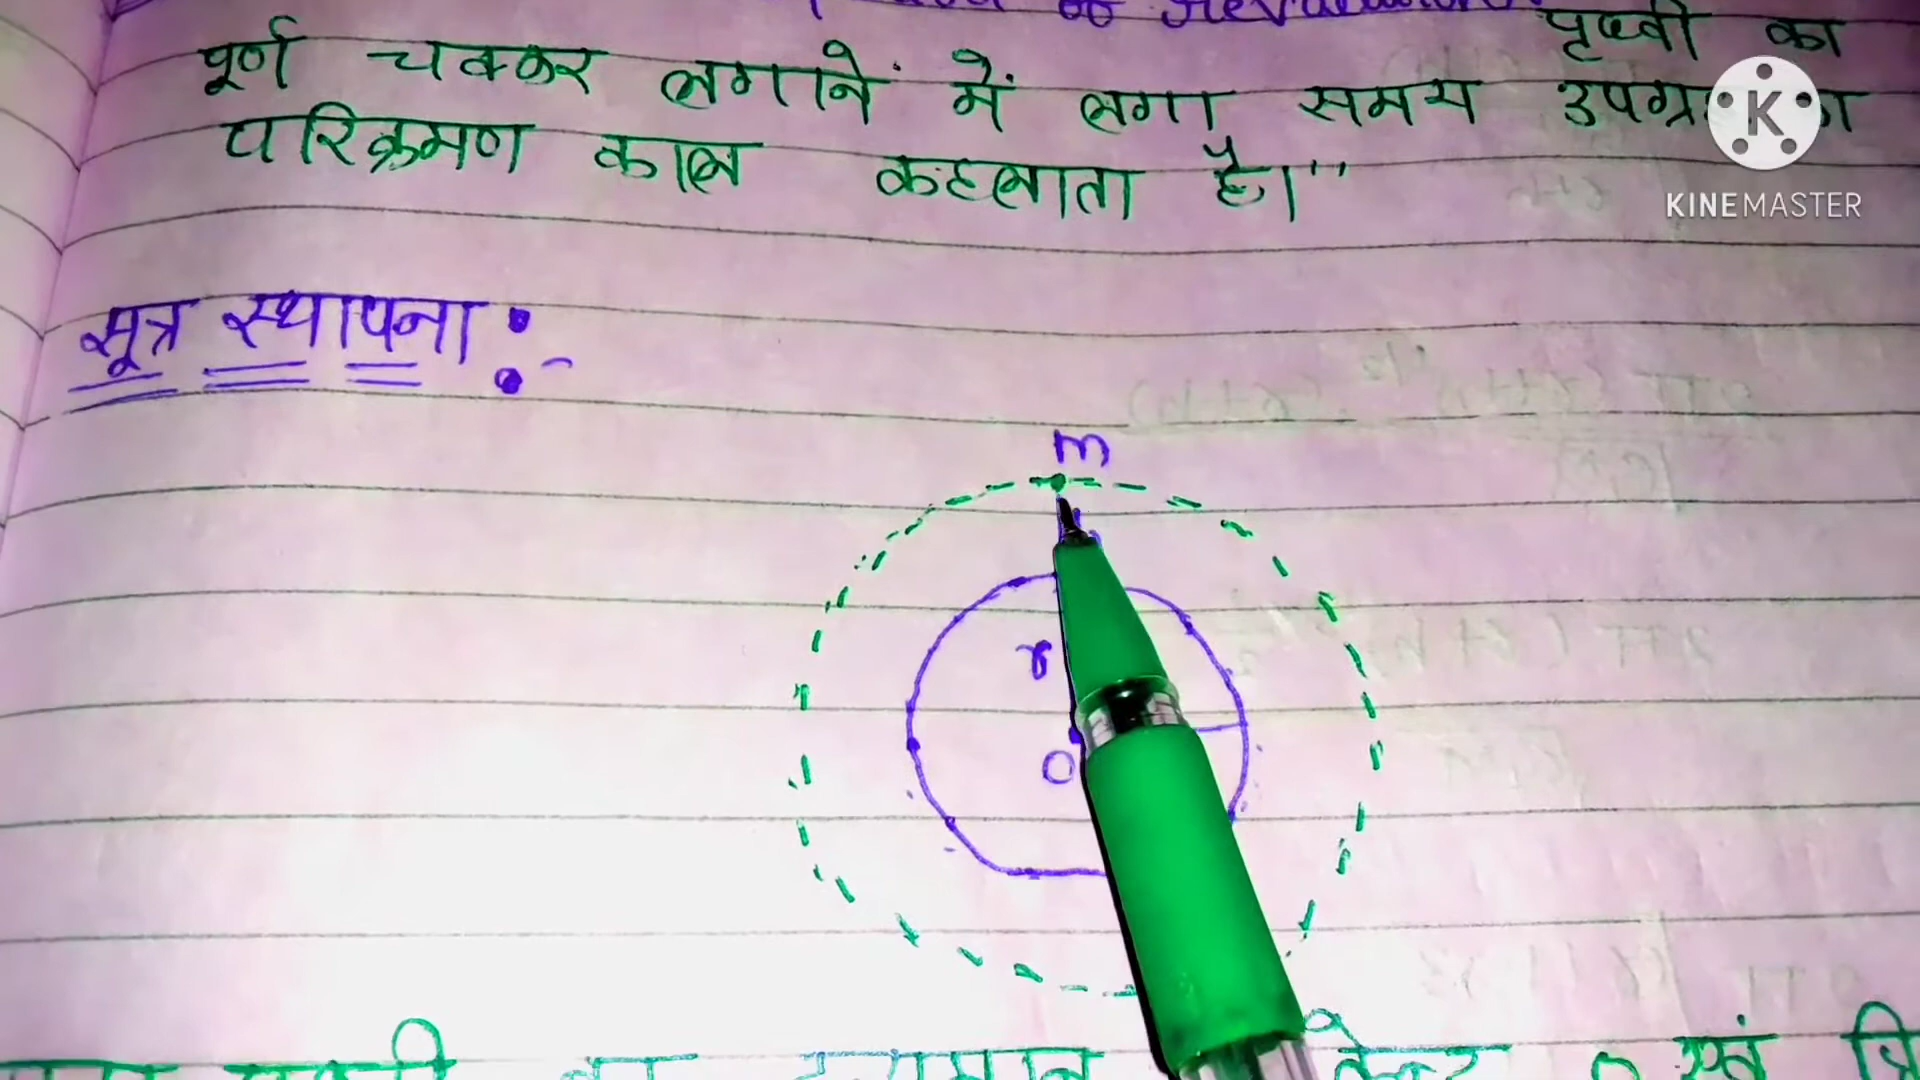 पृथ्वी का
पूर्ण चक्कर लगाने में लगा समय उपग्रह का
परिक्रमण काल कहलाता है।"
KINEMASTER
सूत्र स्थापना :-
m
r
O